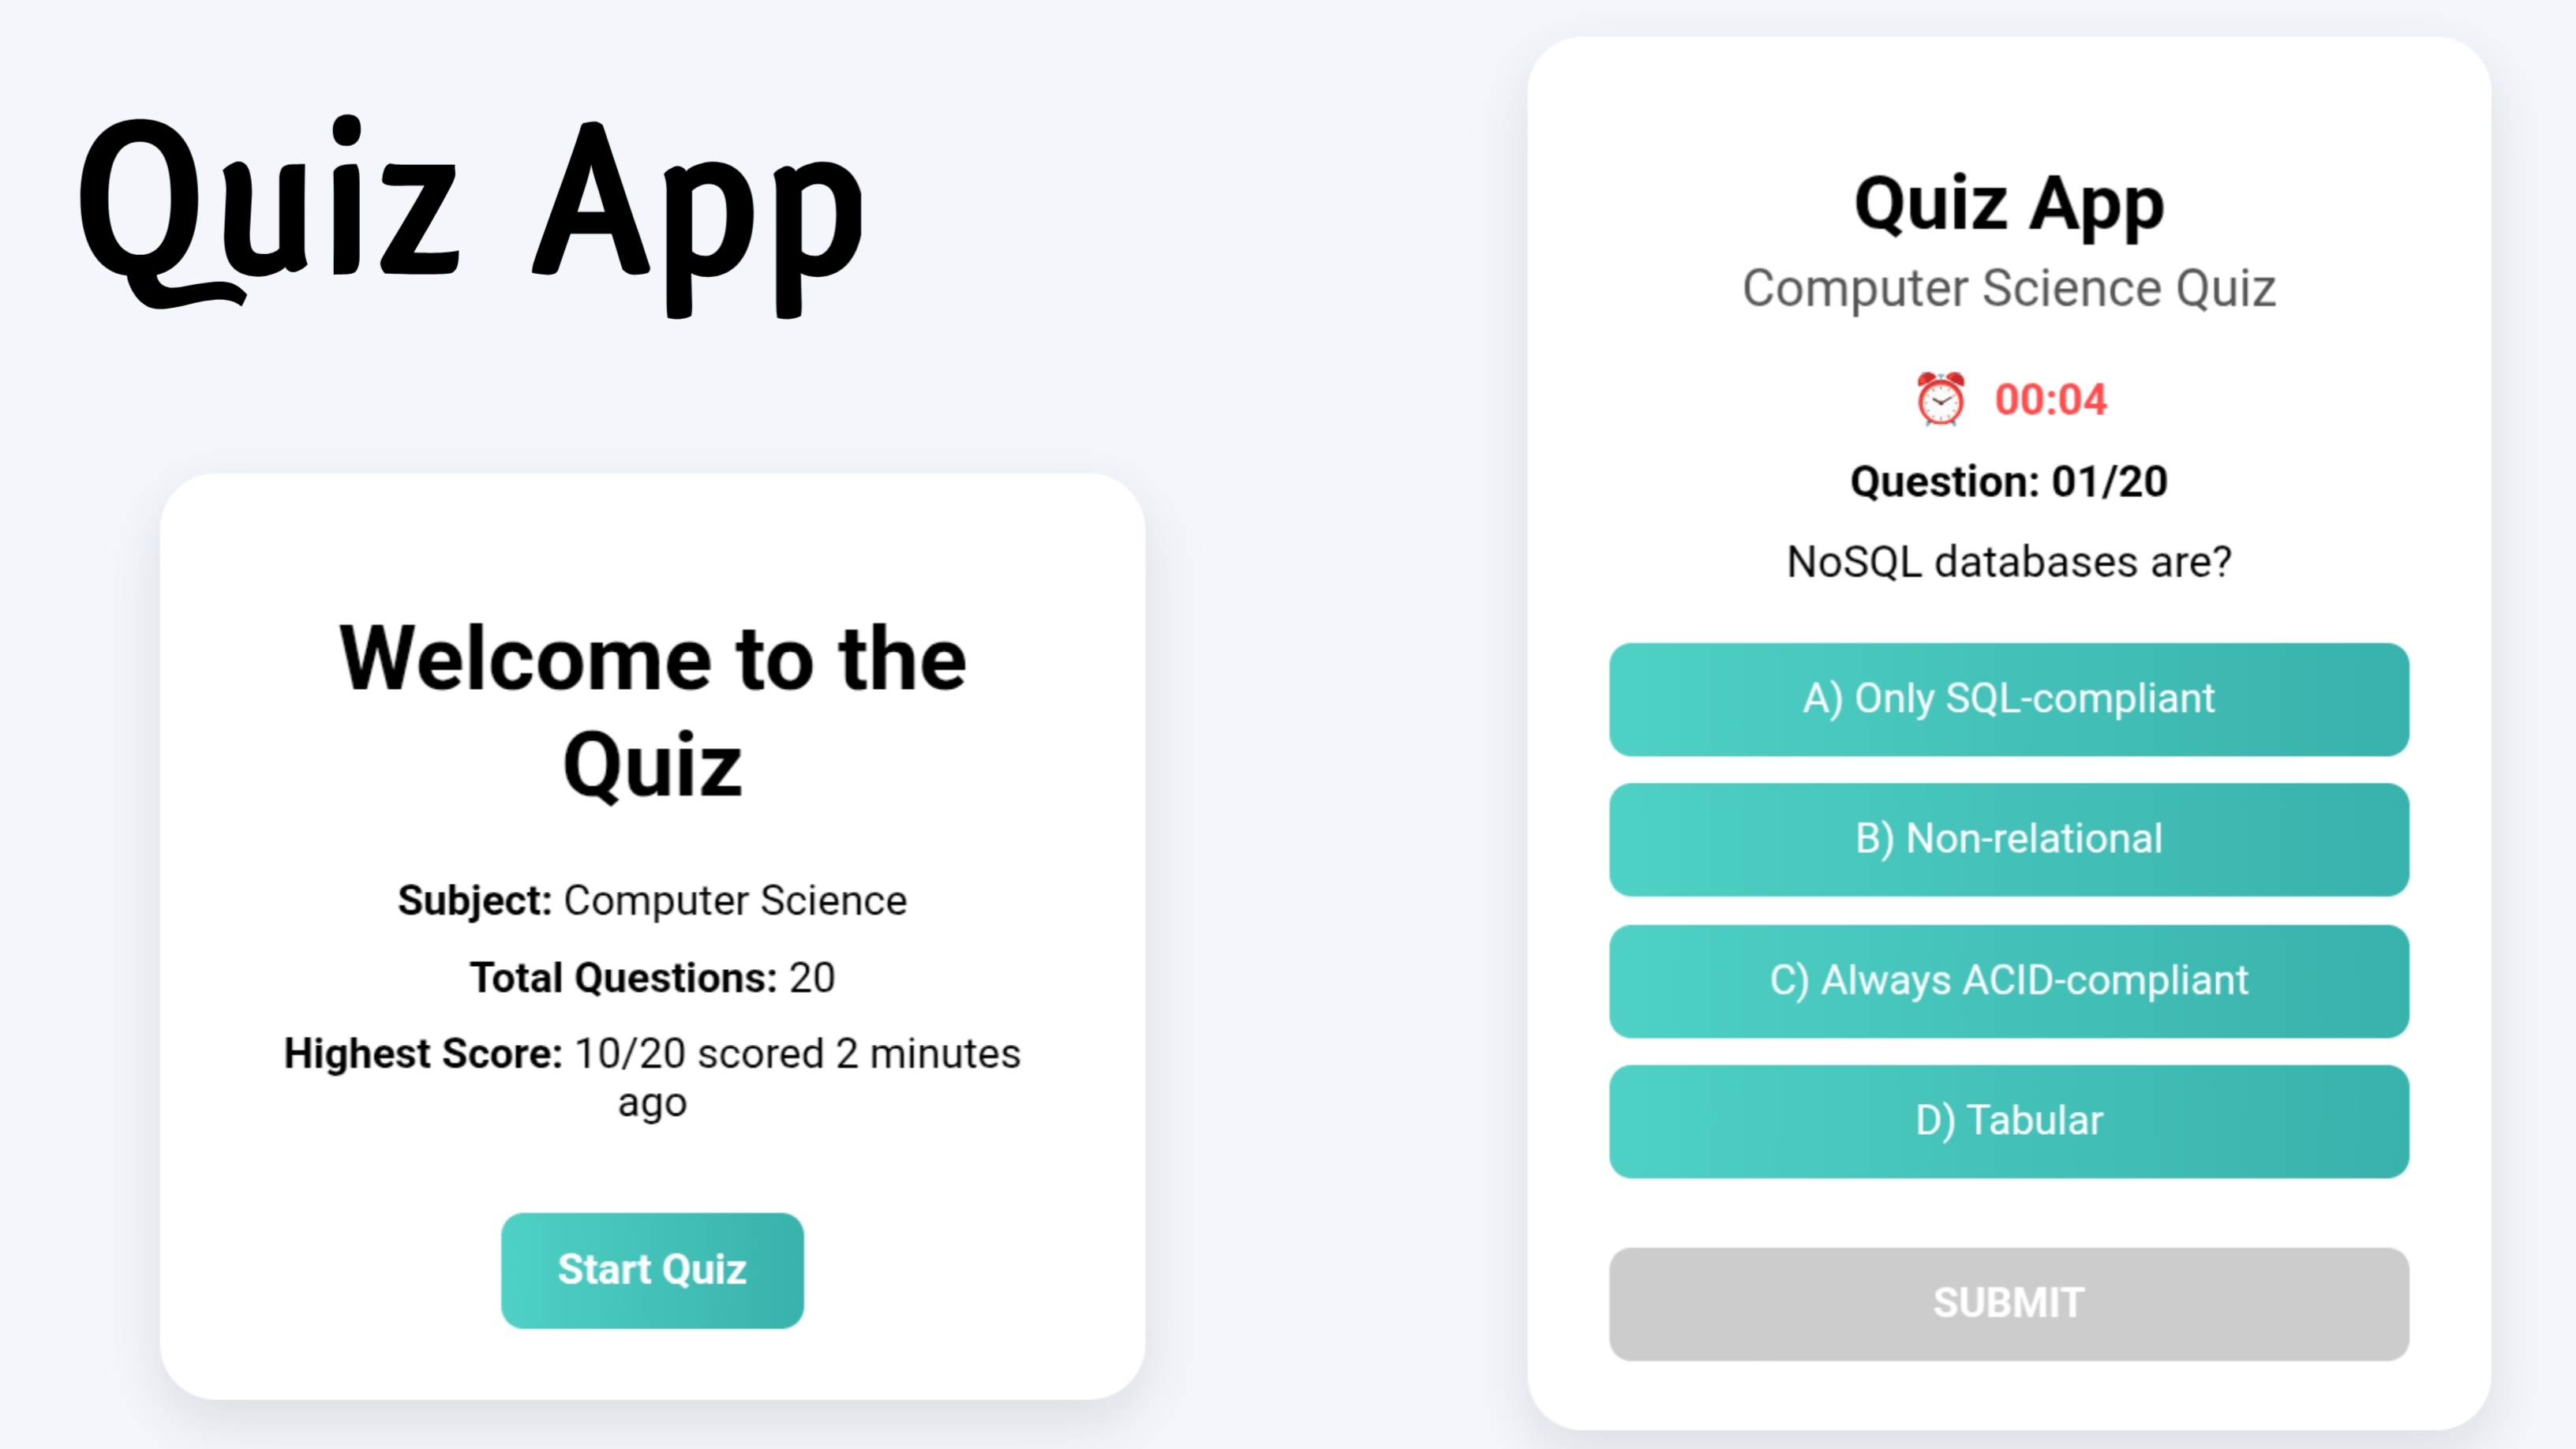 Quiz App
Welcome to the
Quiz
Subject: Computer Science
Total Questions: 20
Highest Score: 10/20 scored 2 minutes
ago
Start Quiz
Quiz App
Computer Science Quiz
⏰ 00:04
Question: 01/20
NoSQL databases are?
A) Only SQL-compliant
B) Non-relational
C) Always ACID-compliant
D) Tabular
SUBMIT